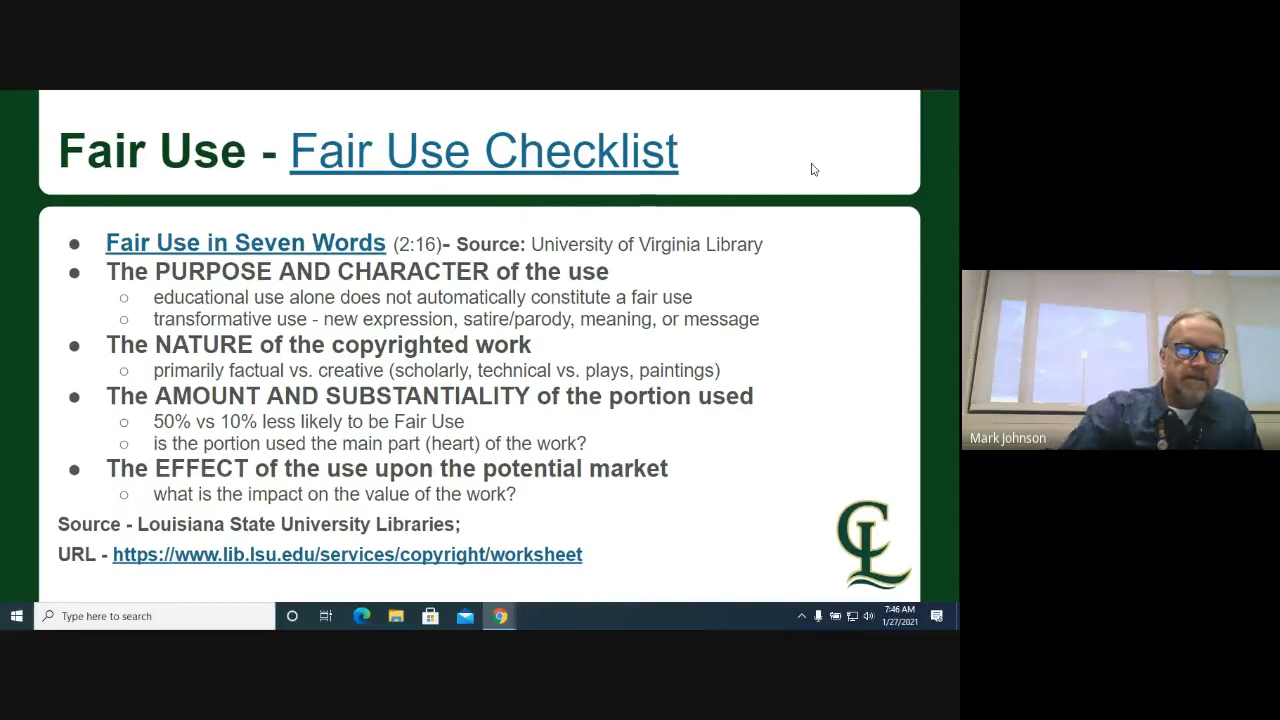 Fair Use - Fair Use Checklist
● Fair Use in Seven Words (2:16)- Source: University of Virginia Library
● The PURPOSE AND CHARACTER of the use
○ educational use alone does not automatically constitute a fair use
○ transformative use - new expression, satire/parody, meaning, or message
● The NATURE of the copyrighted work
○ primarily factual vs. creative (scholarly, technical vs. plays, paintings)
● The AMOUNT AND SUBSTANTIALITY of the portion used
○ 50% vs 10% less likely to be Fair Use
○ is the portion used the main part (heart) of the work?
● The EFFECT of the use upon the potential market
○ what is the impact on the value of the work?
Source - Louisiana State University Libraries;
URL - https://www.lib.lsu.edu/services/copyright/worksheet
CL
Type here to search
7:46 AM
1/27/2021
Mark Johnson